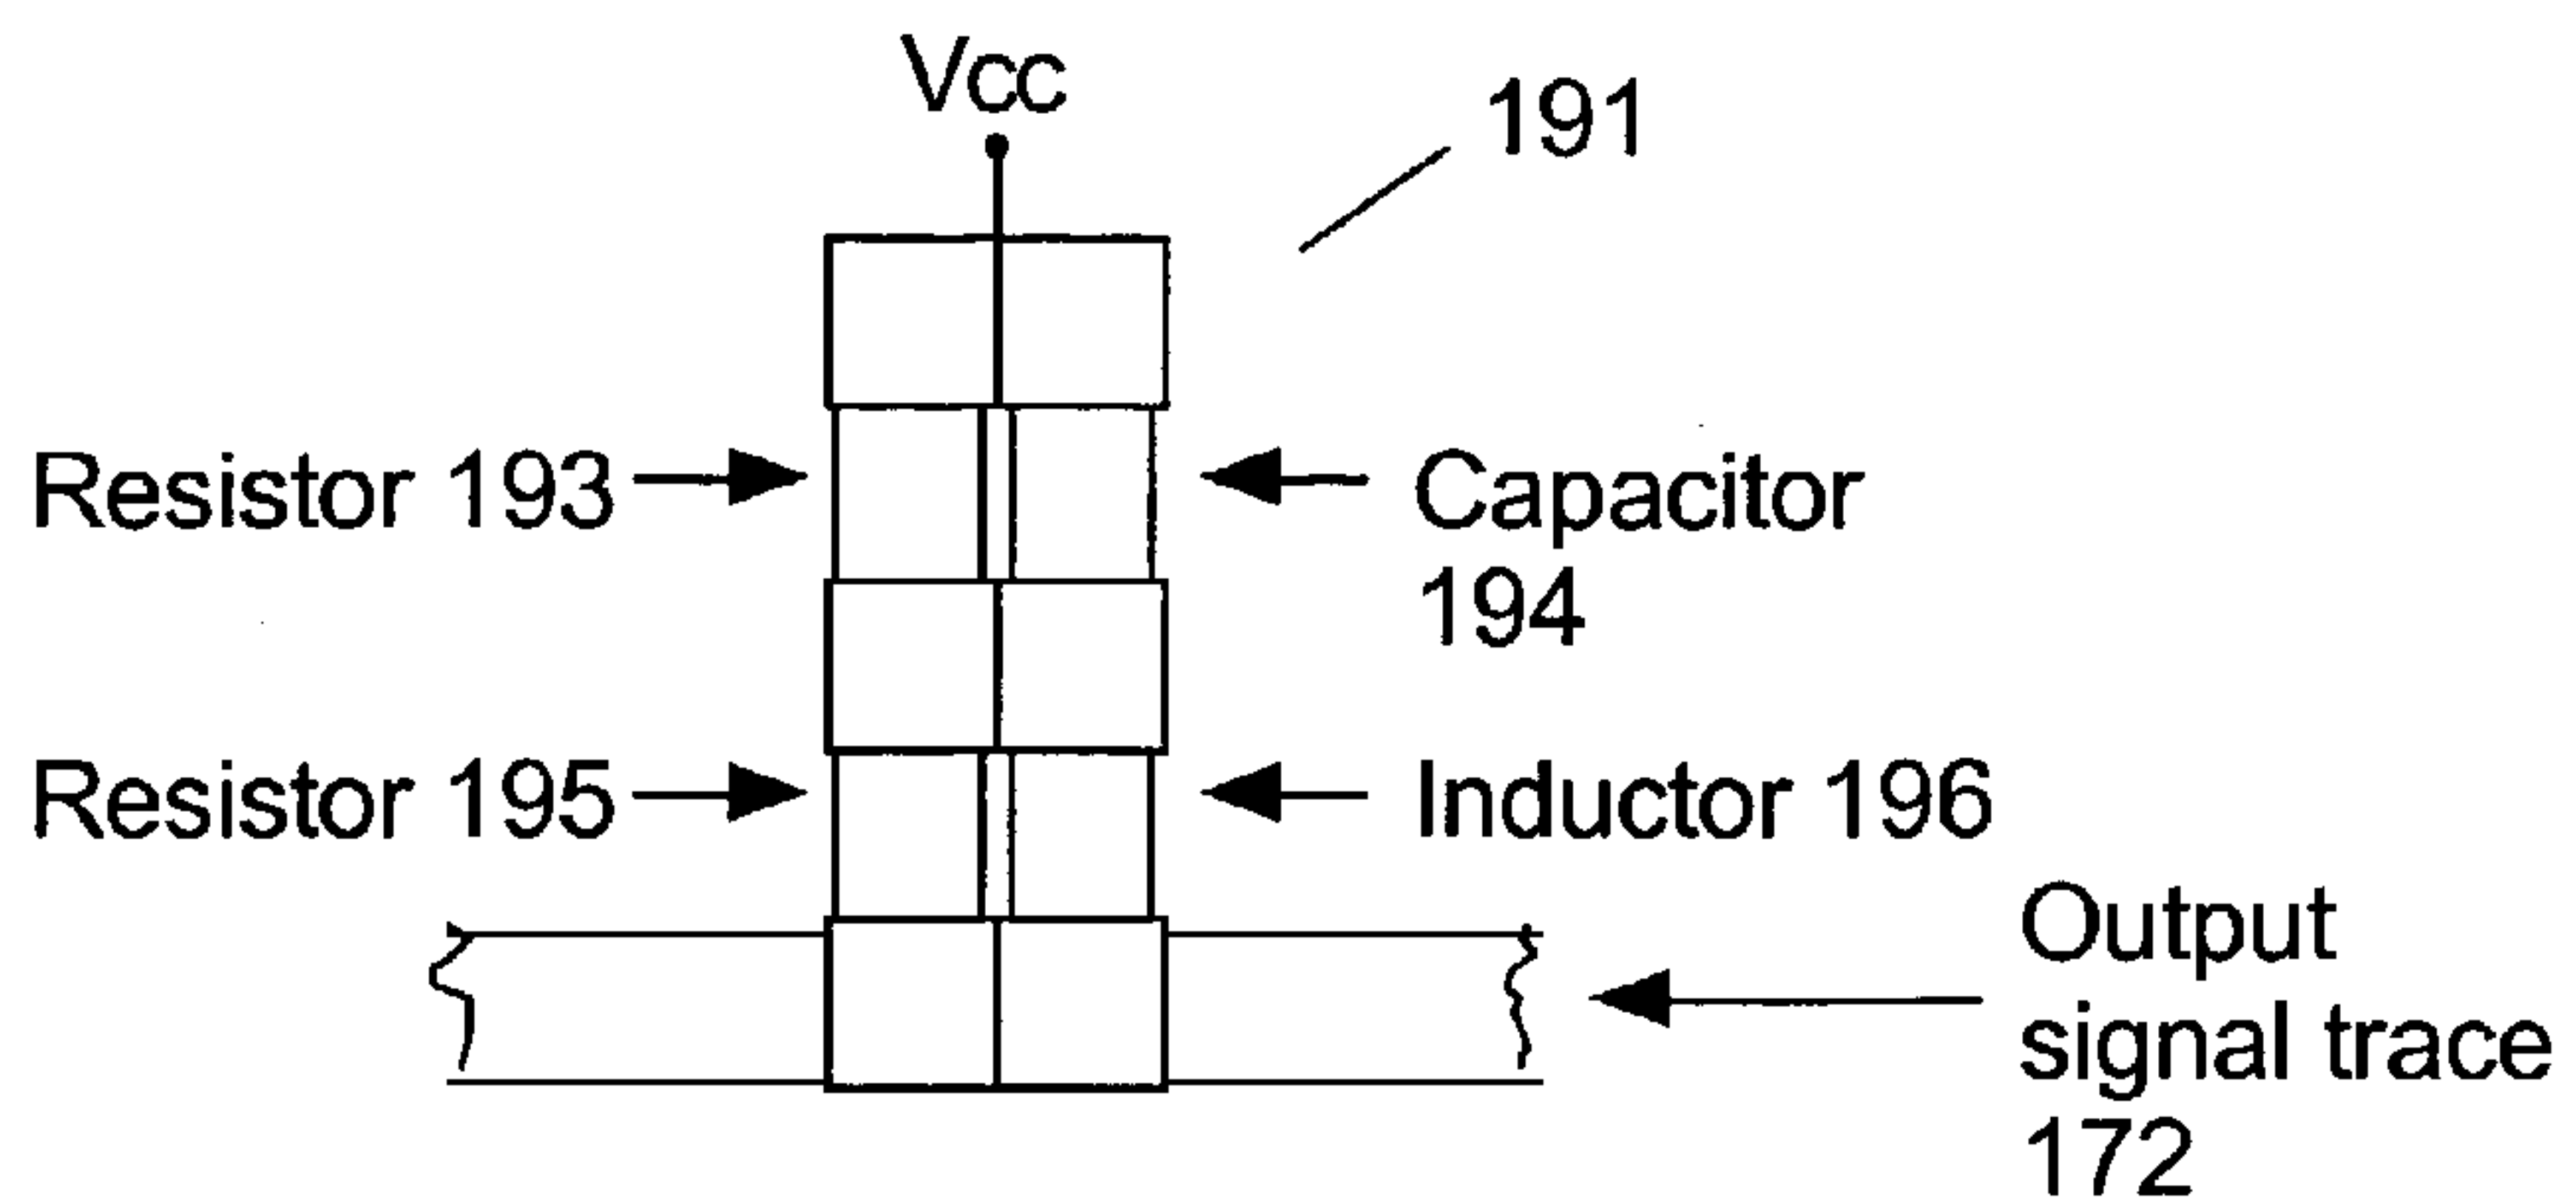 Vcc
191
Resistor 193
Capacitor
194
Resistor 195
Inductor 196
Output
signal trace
172